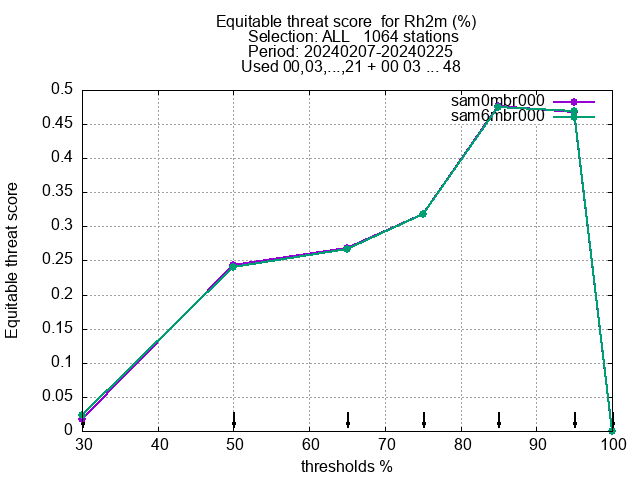 Equitable threat score  for Rh2m (%)
Selection: ALL   1064 stations
Period: 20240207-20240225
Used 00,03,...,21 + 00 03 ... 48
sam0mbr000
sam6mbr000
Equitable threat score
0.5
0.45
0.4
0.35
0.3
0.25
0.2
0.15
0.1
0.05
0
30 40 50 60 70 80 90 100
thresholds %